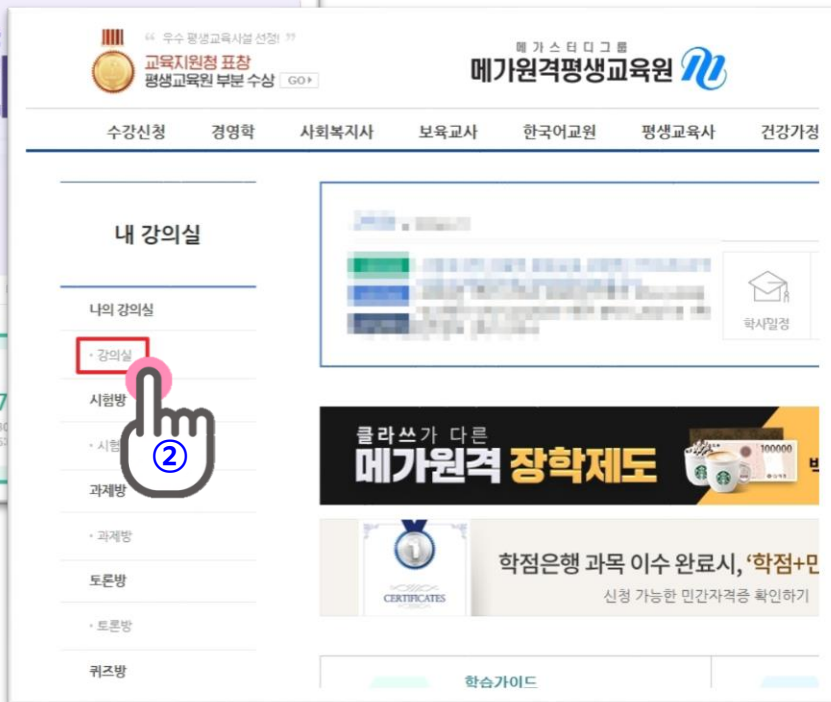 “ 우수 평생교육시설 선정! ”
교육지원청 표창
평생교육원 부분 수상 GO
메가스터디그룹
메가원격평생교육원
수강신청 경영학 사회복지사 보육교사 한국어교원 평생교육사 건강가정
내 강의실
나의 강의실
· 강의실
시험방
· 시험
②
과제방
· 과제방
토론방
· 토론방
퀴즈방
학사일정
클라쓰가 다른
메가원격 장학제도
100000
CERTIFICATES
1
학점은행 과목 이수 완료시, ‘학점+민
신청 가능한 민간자격증 확인하기
학습가이드